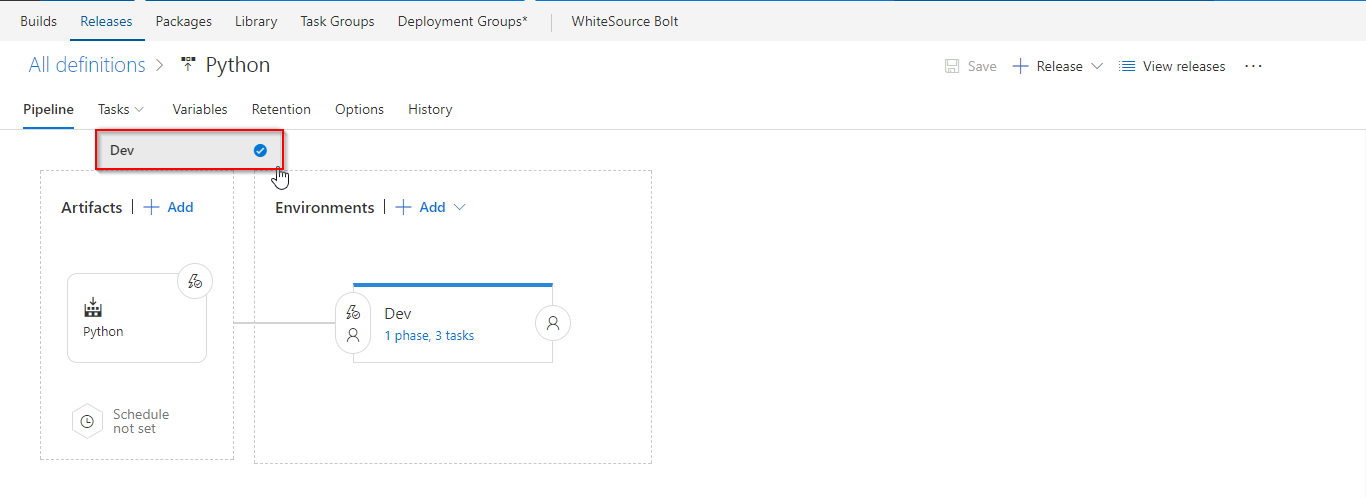 Builds Releases Packages Library Task Groups Deployment Groups* WhiteSource Bolt
All definitions > Python Save Release View releases ...
Pipeline Tasks Variables Retention Options History
Dev
Artifacts | + Add Environments | + Add
Python
Dev
1 phase, 3 tasks
Schedule
not set